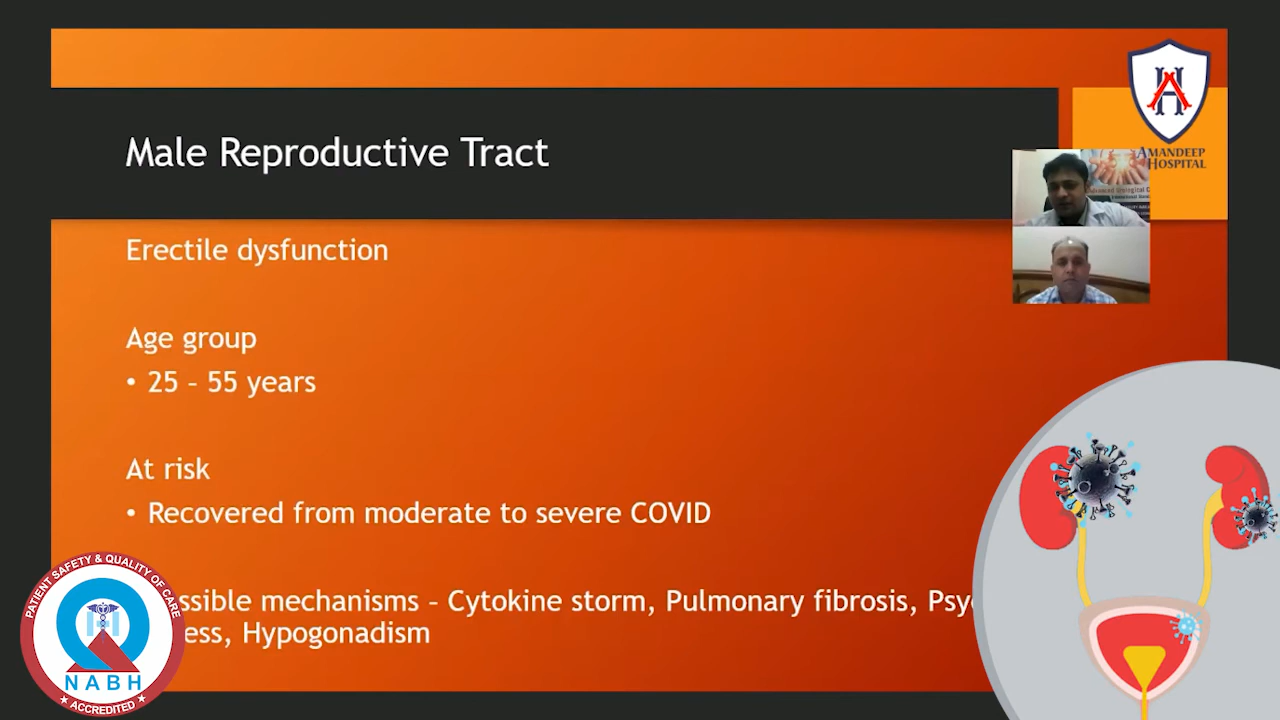 Male Reproductive Tract
AMANDEEP
HOSPITAL
Erectile dysfunction
Age group
• 25 – 55 years
At risk
• Recovered from moderate to severe COVID
ssible mechanisms – Cytokine storm, Pulmonary fibrosis, Psy
ess, Hypogonadism
PATIENT SAFETY & QUALITY OF CARE
NABH
★ ACCREDITED ★